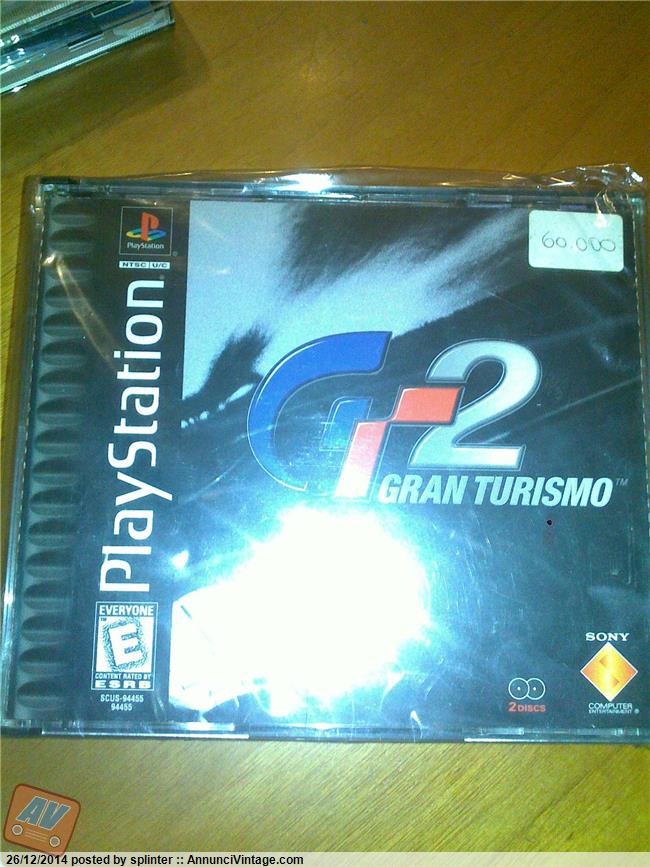 PlayStation
NTSC U/C
PlayStation
60.000
GT2
GRAN TURISMO™
EVERYONE
E
CONTENT RATED BY
ESRB
SCUS-94455
94455
2 DISCS
SONY
COMPUTER
ENTERTAINMENT®
AV
26/12/2014 posted by splinter :: AnnunciVintage.com